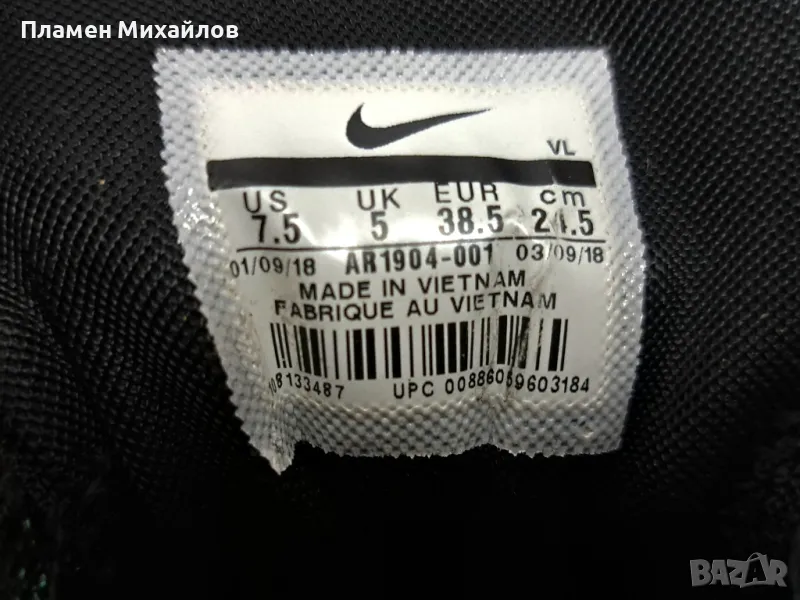 Пламен Михайлов
VL
US UK EUR cm
7.5 5 38.5 24.5
01/09/18 AR1904-001 03/09/18
MADE IN VIETNAM
FABRIQUE AU VIETNAM
UPC
BAZAR